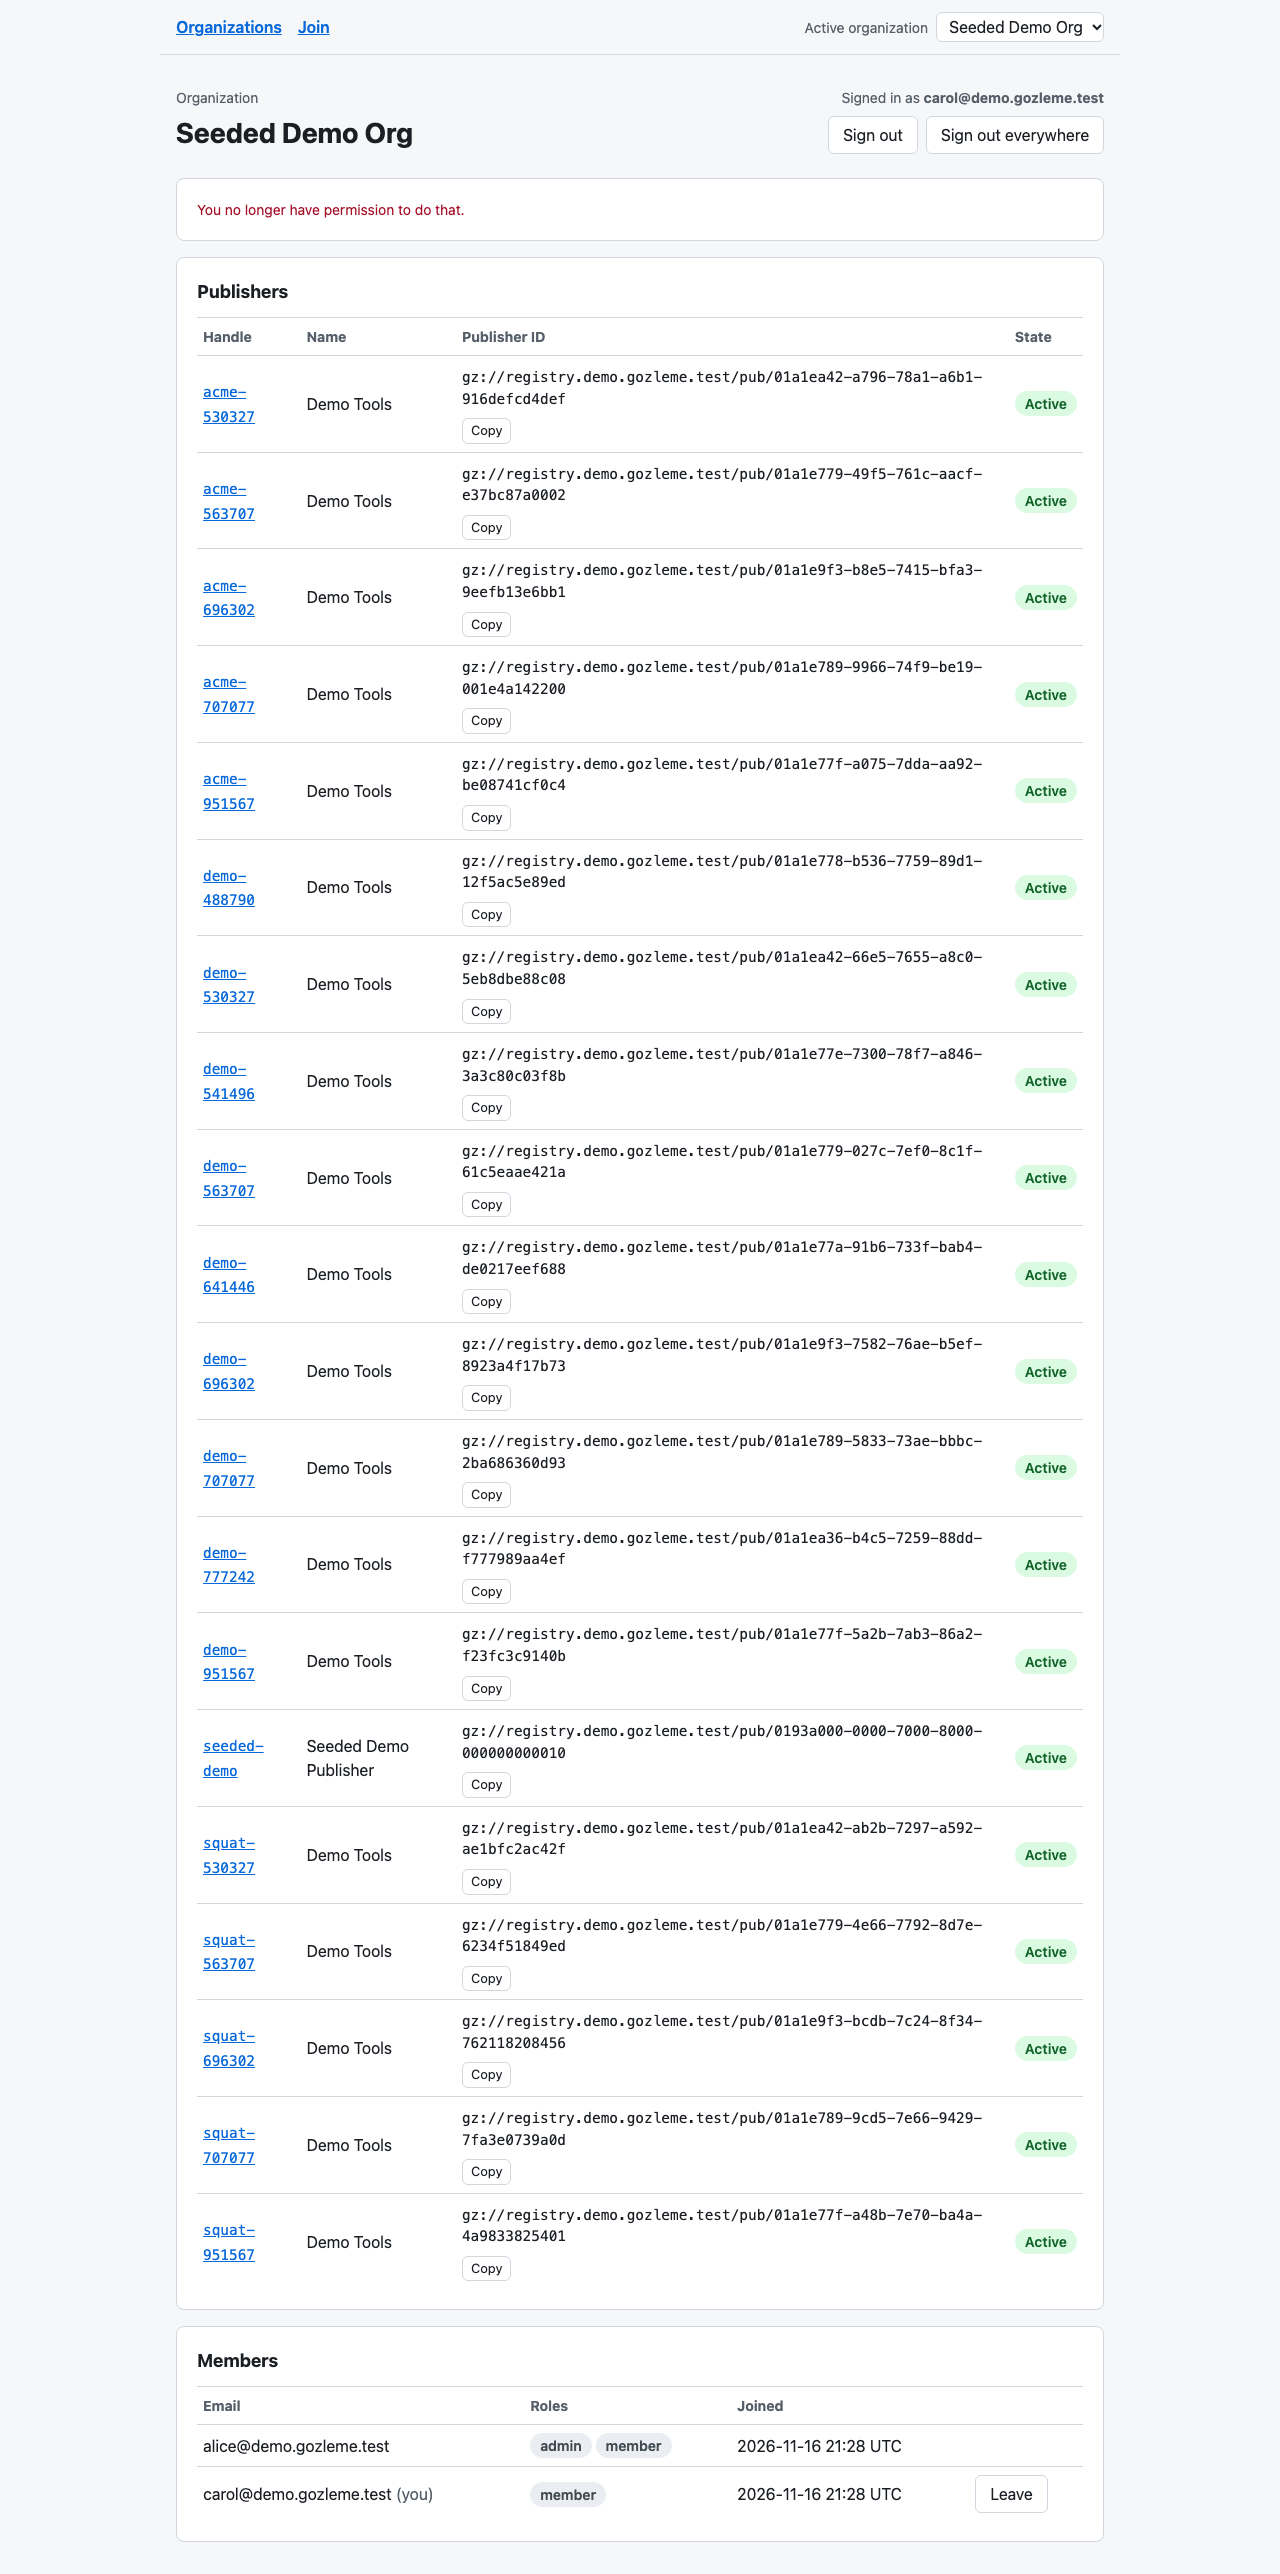 Organizations Join Active organization Seeded Demo Org
Organization Signed in as carol@demo.gozleme.test
Seeded Demo Org Sign out Sign out everywhere
You no longer have permission to do that.
Publishers
Handle Name Publisher ID State
acme-
530327
Demo Tools
gz://registry.demo.gozleme.test/pub/01a1ea42-a796-78a1-a6b1-
916defcd4def
Copy
Active
acme-
563707
Demo Tools
gz://registry.demo.gozleme.test/pub/01a1e779-49f5-761c-aacf-
e37bc87a0002
Copy
Active
acme-
696302
Demo Tools
gz://registry.demo.gozleme.test/pub/01a1e9f3-b8e5-7415-bfa3-
9eefb13e6bb1
Copy
Active
acme-
707077
Demo Tools
gz://registry.demo.gozleme.test/pub/01a1e789-9966-74f9-be19-
001e4a142200
Copy
Active
acme-
951567
Demo Tools
gz://registry.demo.gozleme.test/pub/01a1e77f-a075-7dda-aa92-
be08741cf0c4
Copy
Active
demo-
488790
Demo Tools
gz://registry.demo.gozleme.test/pub/01a1e778-b536-7759-89d1-
12f5ac5e89ed
Copy
Active
demo-
530327
Demo Tools
gz://registry.demo.gozleme.test/pub/01a1ea42-66e5-7655-a8c0-
5eb8dbe88c08
Copy
Active
demo-
541496
Demo Tools
gz://registry.demo.gozleme.test/pub/01a1e77e-7300-78f7-a846-
3a3c80c03f8b
Copy
Active
demo-
563707
Demo Tools
gz://registry.demo.gozleme.test/pub/01a1e779-027c-7ef0-8c1f-
61c5eaae421a
Copy
Active
demo-
641446
Demo Tools
gz://registry.demo.gozleme.test/pub/01a1e77a-91b6-733f-bab4-
de0217eef688
Copy
Active
demo-
696302
Demo Tools
gz://registry.demo.gozleme.test/pub/01a1e9f3-7582-76ae-b5ef-
8923a4f17b73
Copy
Active
demo-
707077
Demo Tools
gz://registry.demo.gozleme.test/pub/01a1e789-5833-73ae-bbbc-
2ba686360d93
Copy
Active
demo-
777242
Demo Tools
gz://registry.demo.gozleme.test/pub/01a1ea36-b4c5-7259-88dd-
f777989aa4ef
Copy
Active
demo-
951567
Demo Tools
gz://registry.demo.gozleme.test/pub/01a1e77f-5a2b-7ab3-86a2-
f23fc3c9140b
Copy
Active
seeded-
demo
Seeded Demo
Publisher
gz://registry.demo.gozleme.test/pub/0193a000-0000-7000-8000-
000000000010
Copy
Active
squat-
530327
Demo Tools
gz://registry.demo.gozleme.test/pub/01a1ea42-ab2b-7297-a592-
ae1bfc2ac42f
Copy
Active
squat-
563707
Demo Tools
gz://registry.demo.gozleme.test/pub/01a1e779-4e66-7792-8d7e-
6234f51849ed
Copy
Active
squat-
696302
Demo Tools
gz://registry.demo.gozleme.test/pub/01a1e9f3-bcdb-7c24-8f34-
762118208456
Copy
Active
squat-
707077
Demo Tools
gz://registry.demo.gozleme.test/pub/01a1e789-9cd5-7e66-9429-
7fa3e0739a0d
Copy
Active
squat-
951567
Demo Tools
gz://registry.demo.gozleme.test/pub/01a1e77f-a48b-7e70-ba4a-
4a9833825401
Copy
Active
Members
Email Roles Joined
alice@demo.gozleme.test admin member 2026-11-16 21:28 UTC
carol@demo.gozleme.test (you) member 2026-11-16 21:28 UTC Leave